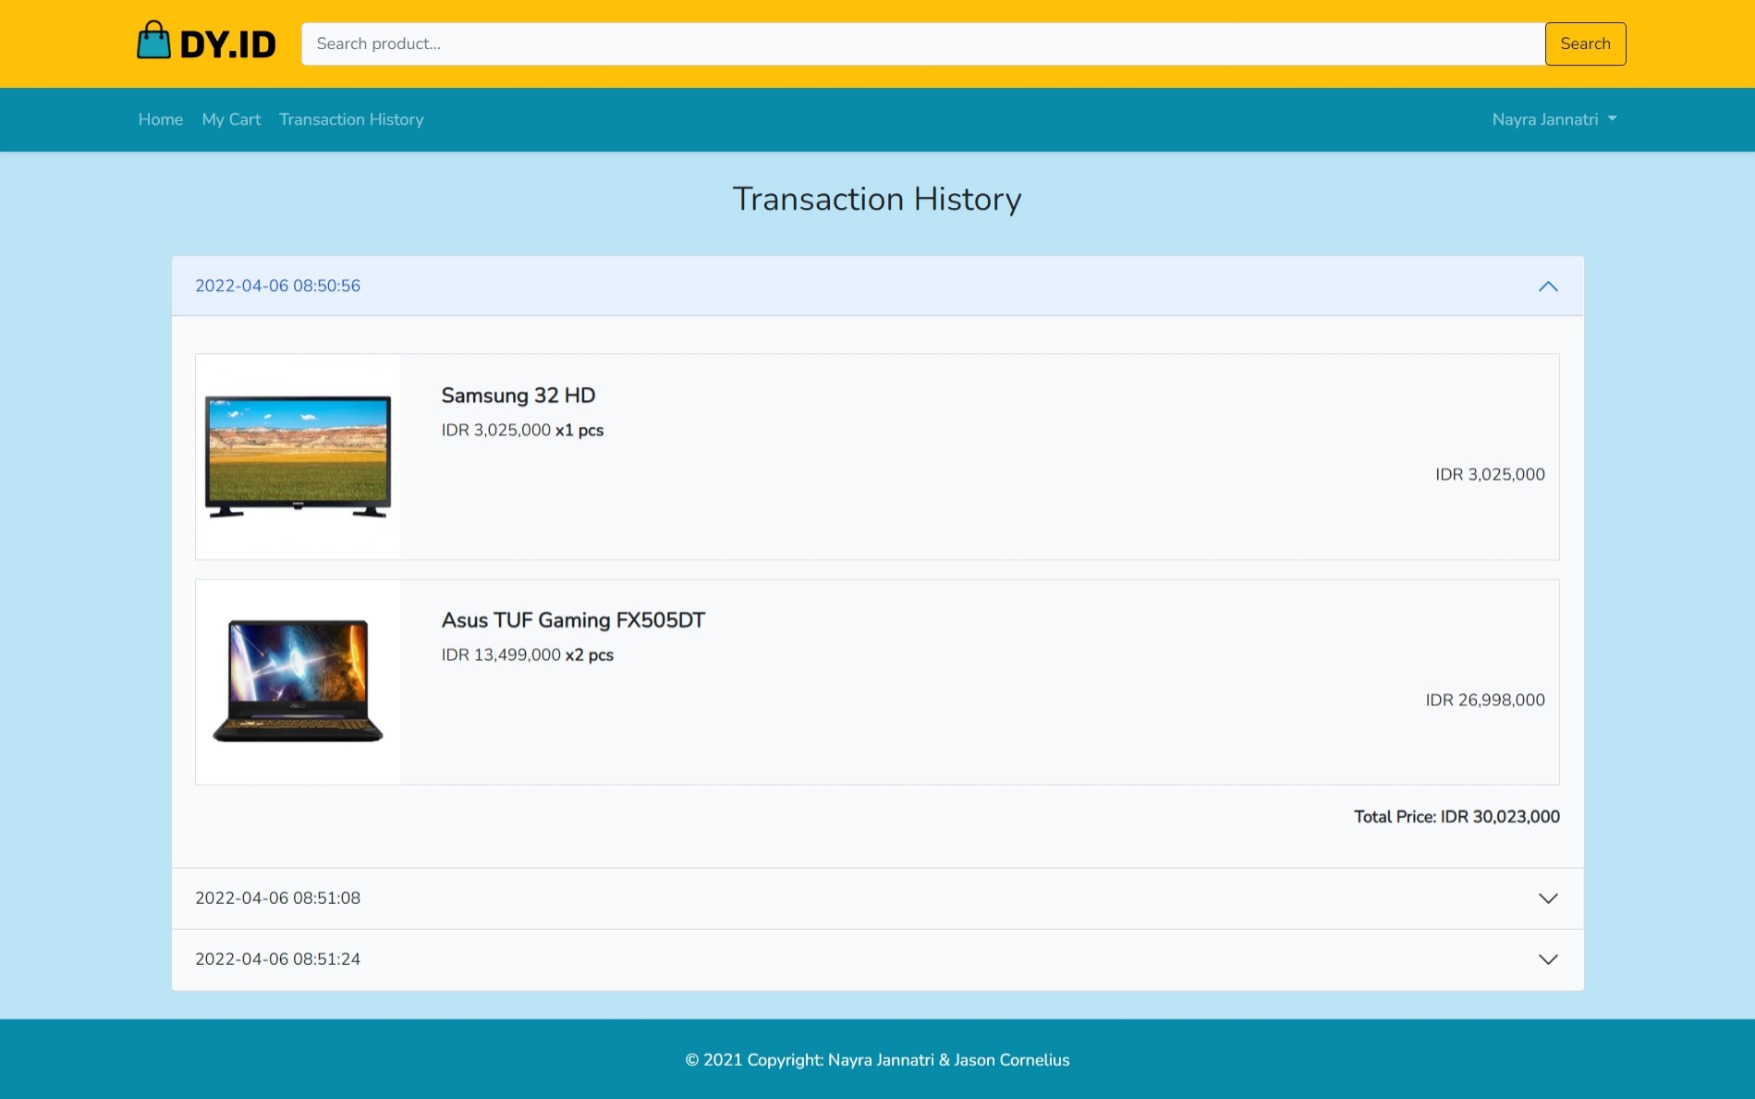 DY.ID
Search product...
Search
Home My Cart Transaction History
Nayra Jannatri
Transaction History
2022-04-06 08:50:56
Samsung 32 HD
IDR 3,025,000 x1 pcs
IDR 3,025,000
Asus TUF Gaming FX505DT
IDR 13,499,000 x2 pcs
IDR 26,998,000
Total Price: IDR 30,023,000
2022-04-06 08:51:08
2022-04-06 08:51:24
© 2021 Copyright: Nayra Jannatri & Jason Cornelius